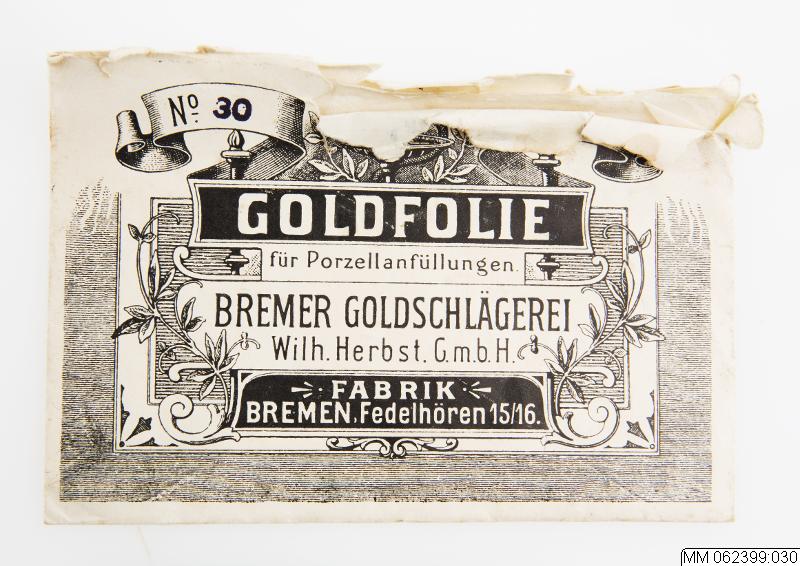 No. 30
GOLDFOLIE
für Porzellanfüllungen.
BREMER GOLDSCHLÄGEREI
Wilh. Herbst. G.m.b.H.
FABRIK
BREMEN, Fedelhören 15/16.
MM 062399:030